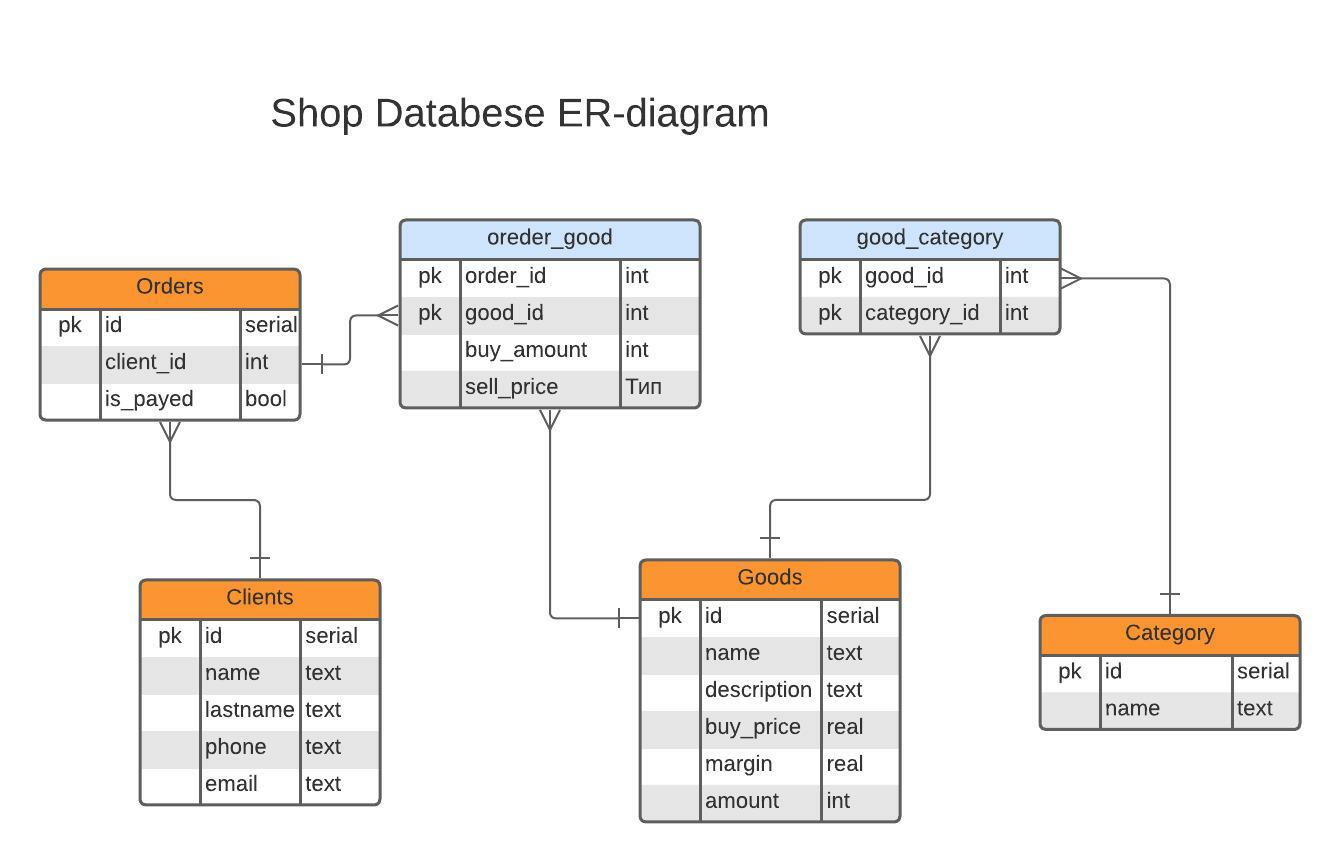 Shop Databese ER-diagram
Orders
pk id serial
client_id int
is_payed bool
oreder_good
pk order_id int
pk good_id int
buy_amount int
sell_price Тип
good_category
pk good_id int
pk category_id int
Clients
pk id serial
name text
lastname text
phone text
email text
Goods
pk id serial
name text
description text
buy_price real
margin real
amount int
Category
pk id serial
name text